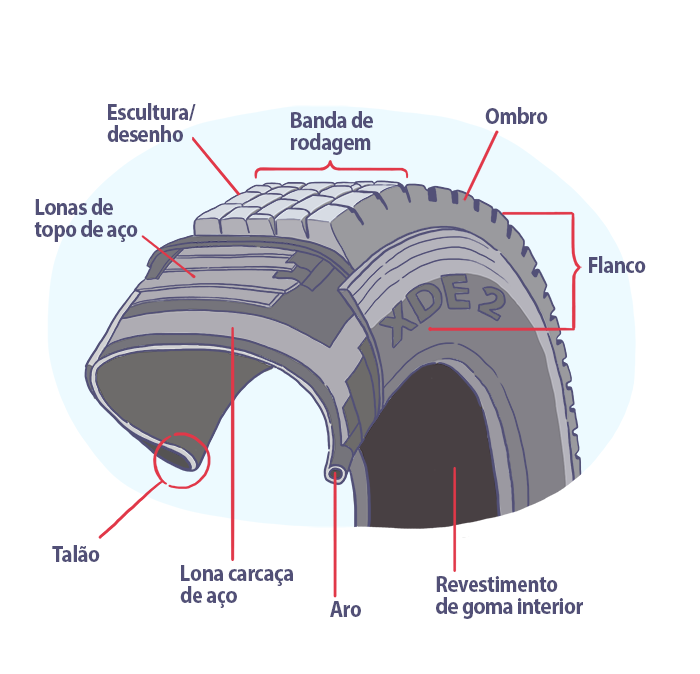 Escultura/
desenho
Banda de
rodagem
Ombro
Lonas de
topo de aço
Flanco
XDE 2
Talão
Lona carcaça
de aço
Aro
Revestimento
de goma interior